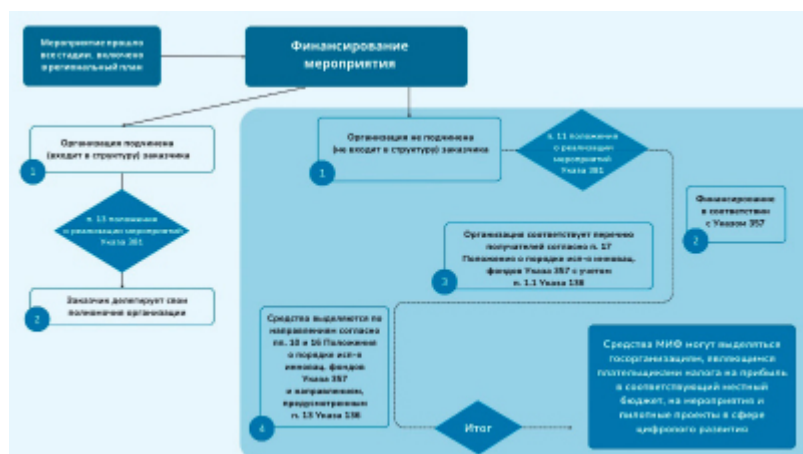 Мероприятие прошло
все стадии, включено
в региональный план
Финансирование
мероприятия
Организация подчинена
(входит в структуру) заказчика
1
п. 13 положения
о реализации мероприятий
Указа 381
Заказчик делегирует свои
полномочия организации
2
Организация не подчинена
(не входит в структуру) заказчика
1
п. 11 положения
о реализации
мероприятий
Указа 381
Финансирование
в соответствии
с Указом 357
2
Организация соответствует перечню
получателей согласно п. 17
Положения о порядке исп-я инновац.
фондов Указа 357 с учетом
п. 1.1 Указа 136
3
Средства выделяются по
направлениям согласно
пп. 10 и 16 Положения
о порядке исп-я
инновац. фондов
Указа 357
и направлениям,
предусмотренным
п. 13 Указа 136
4
Итог
Средства МИФ могут выделяться
госорганизациям, являющимся
плательщиками налога на прибыль
в соответствующий местный
бюджет, на мероприятия и
пилотные проекты в сфере
цифрового развития